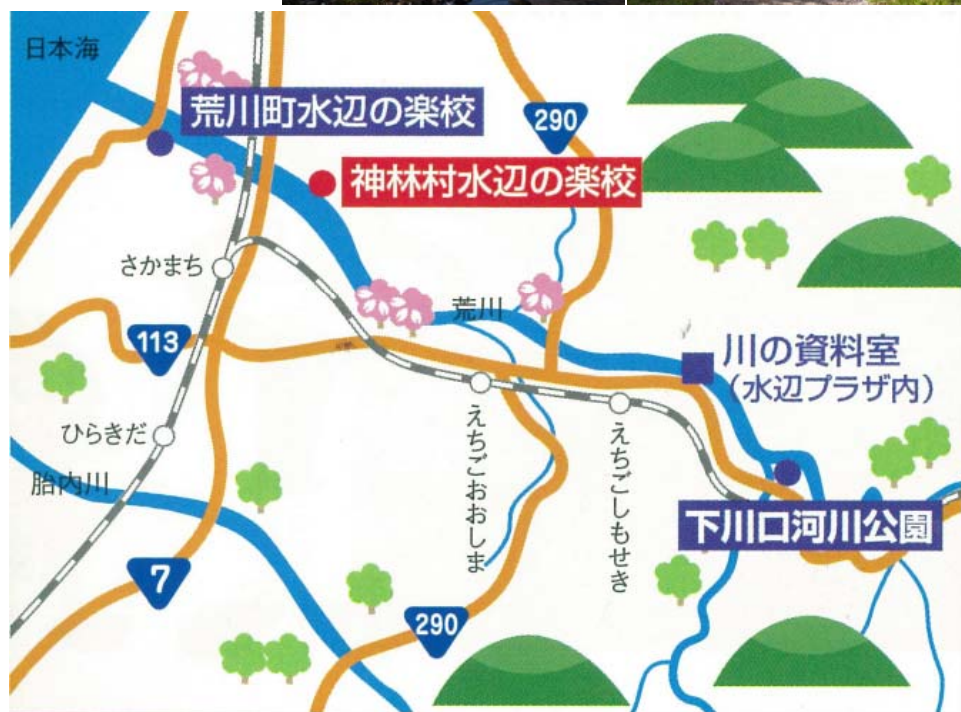 日本海
荒川町水辺の楽校
290
神林村水辺の楽校
さかまち
荒川
113
川の資料室
(水辺プラザ内)
ひらきだ
えちごおおしま
えちごしもせき
胎内川
下川口河川公園
7
290